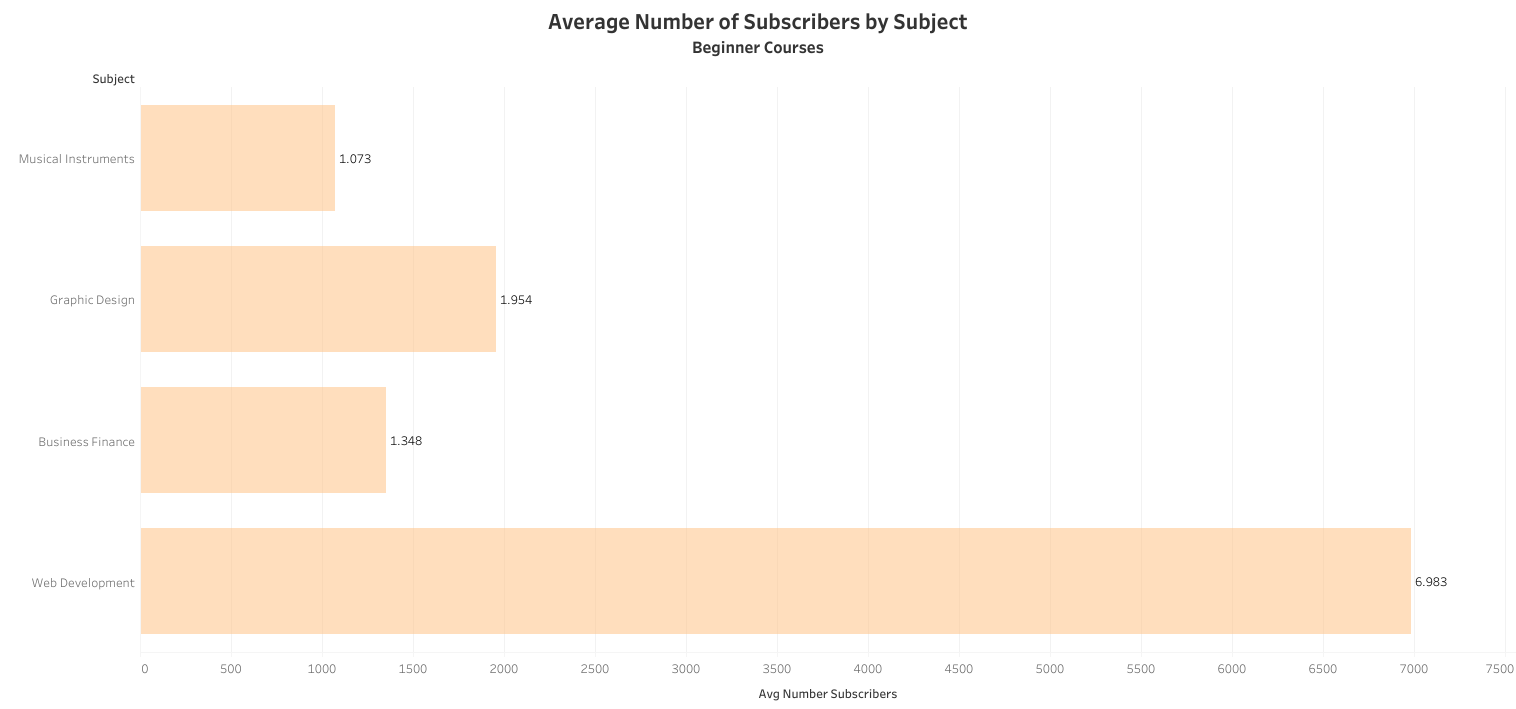 Average Number of Subscribers by Subject
Beginner Courses
Subject
Musical Instruments
1.073
Graphic Design
1.954
Business Finance
1.348
Web Development
6.983
0 500 1000 1500 2000 2500 3000 3500 4000 4500 5000 5500 6000 6500 7000 7500
Avg Number Subscribers